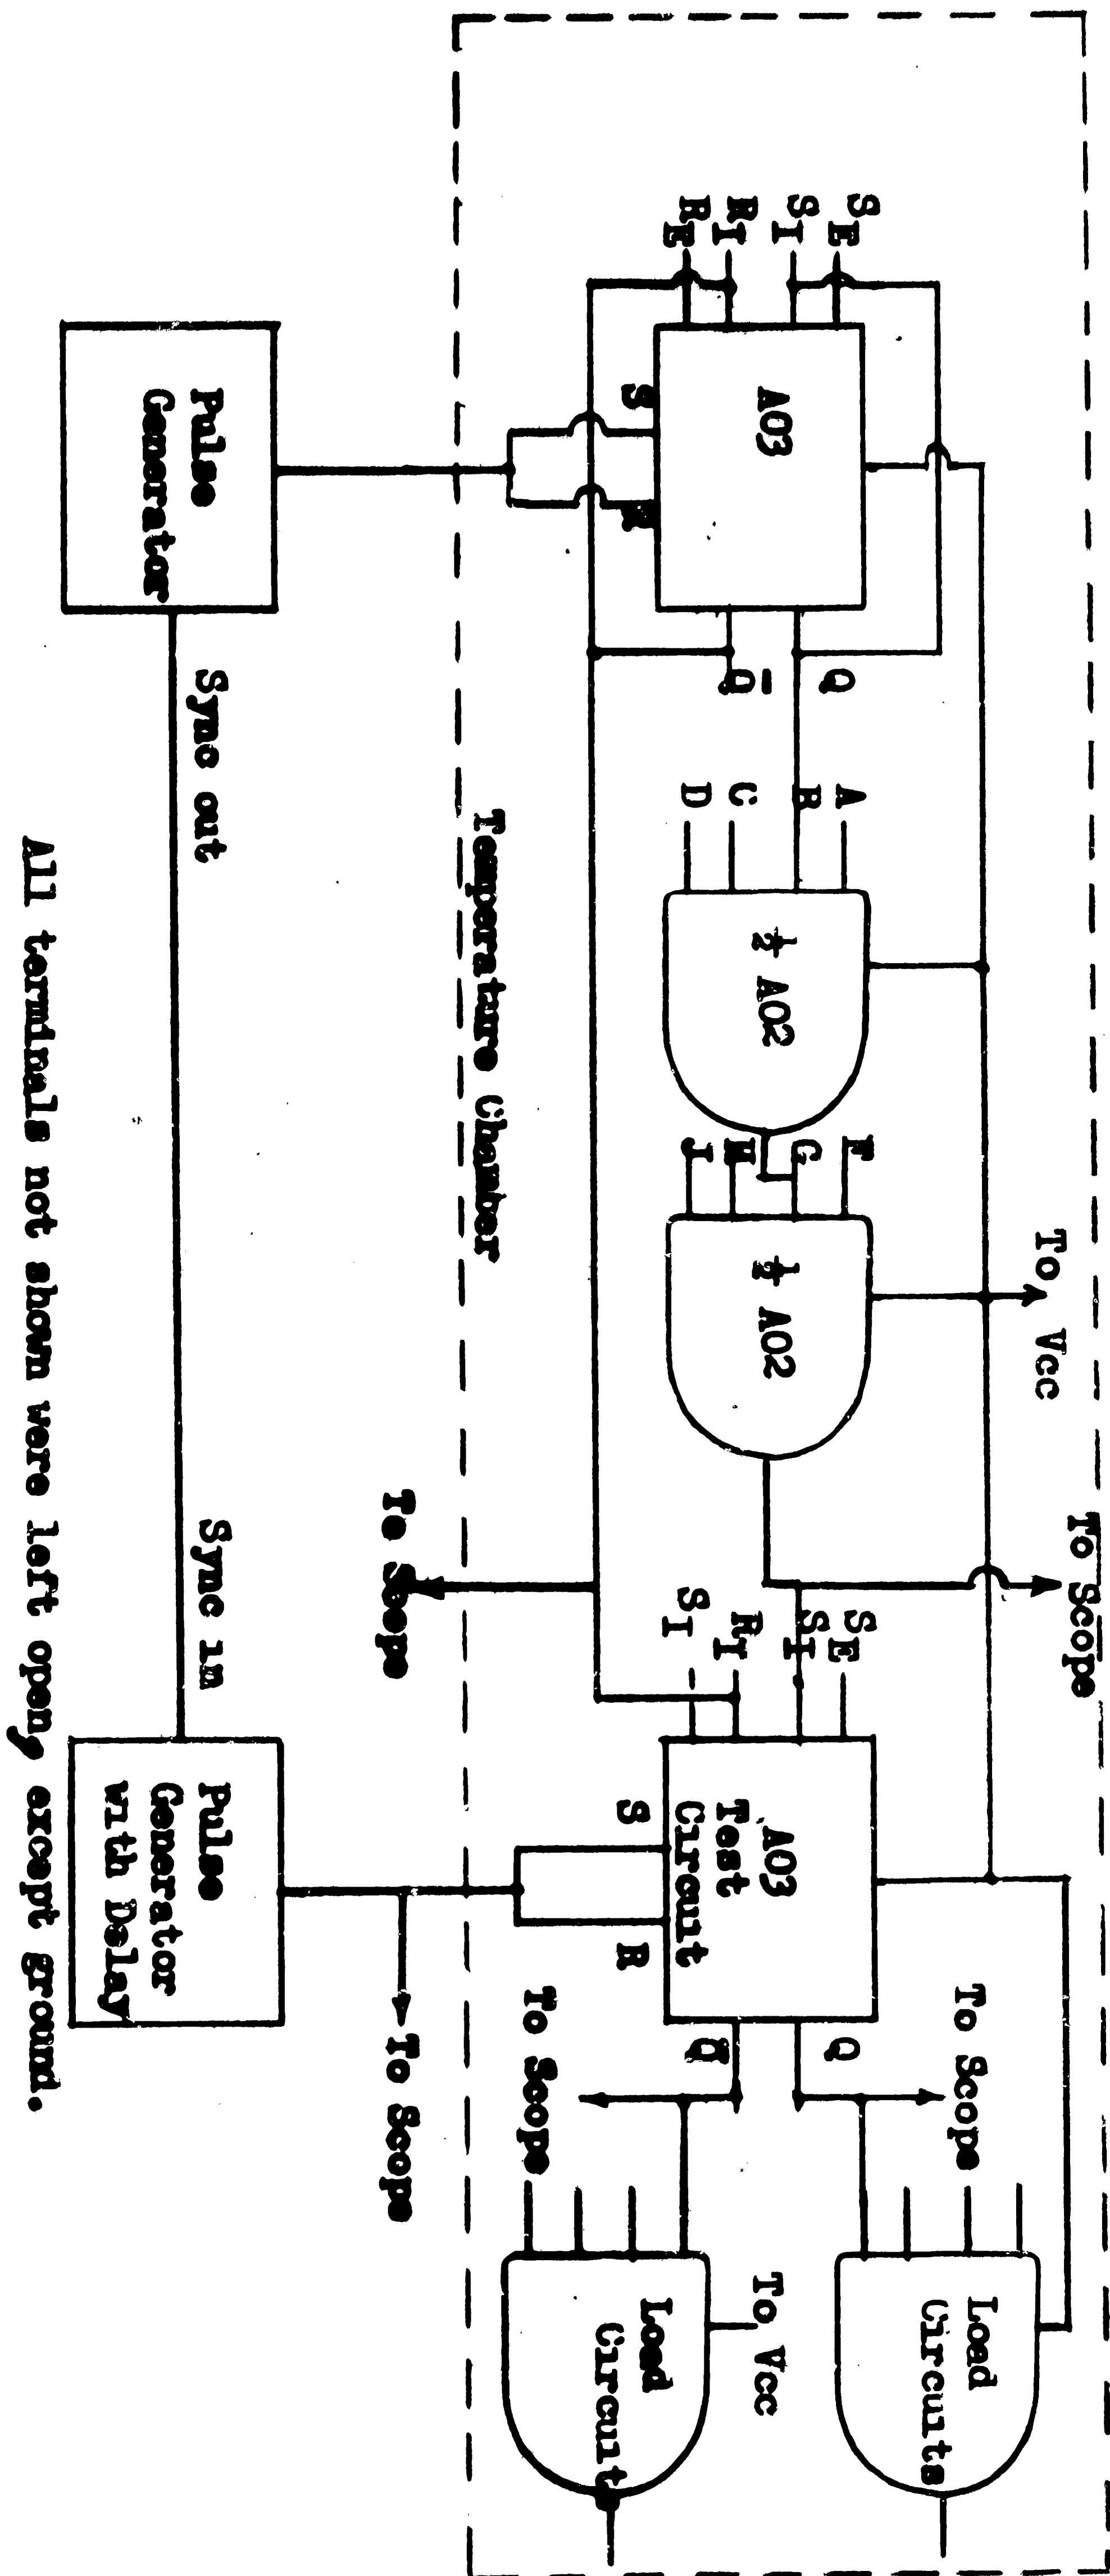 To Vcc
To Scope
S_E
S_I
R_I
R_E
A03
S
R
Q
Q̅
A
B
C
D
½ A02
F
G
H
J
½ A02
S_E
S_I
R_I
S_I
A03
Test
Circuit
S
R
Q
Q̅
To Scope
To Scope
Load
Circuits
To Vcc
Load
Circuits
Temperature Chamber
To Scope
To Scope
Pulse
Generator
Sync out
Sync in
Pulse
Generator
with Delay
All terminals not shown were left open, except ground.